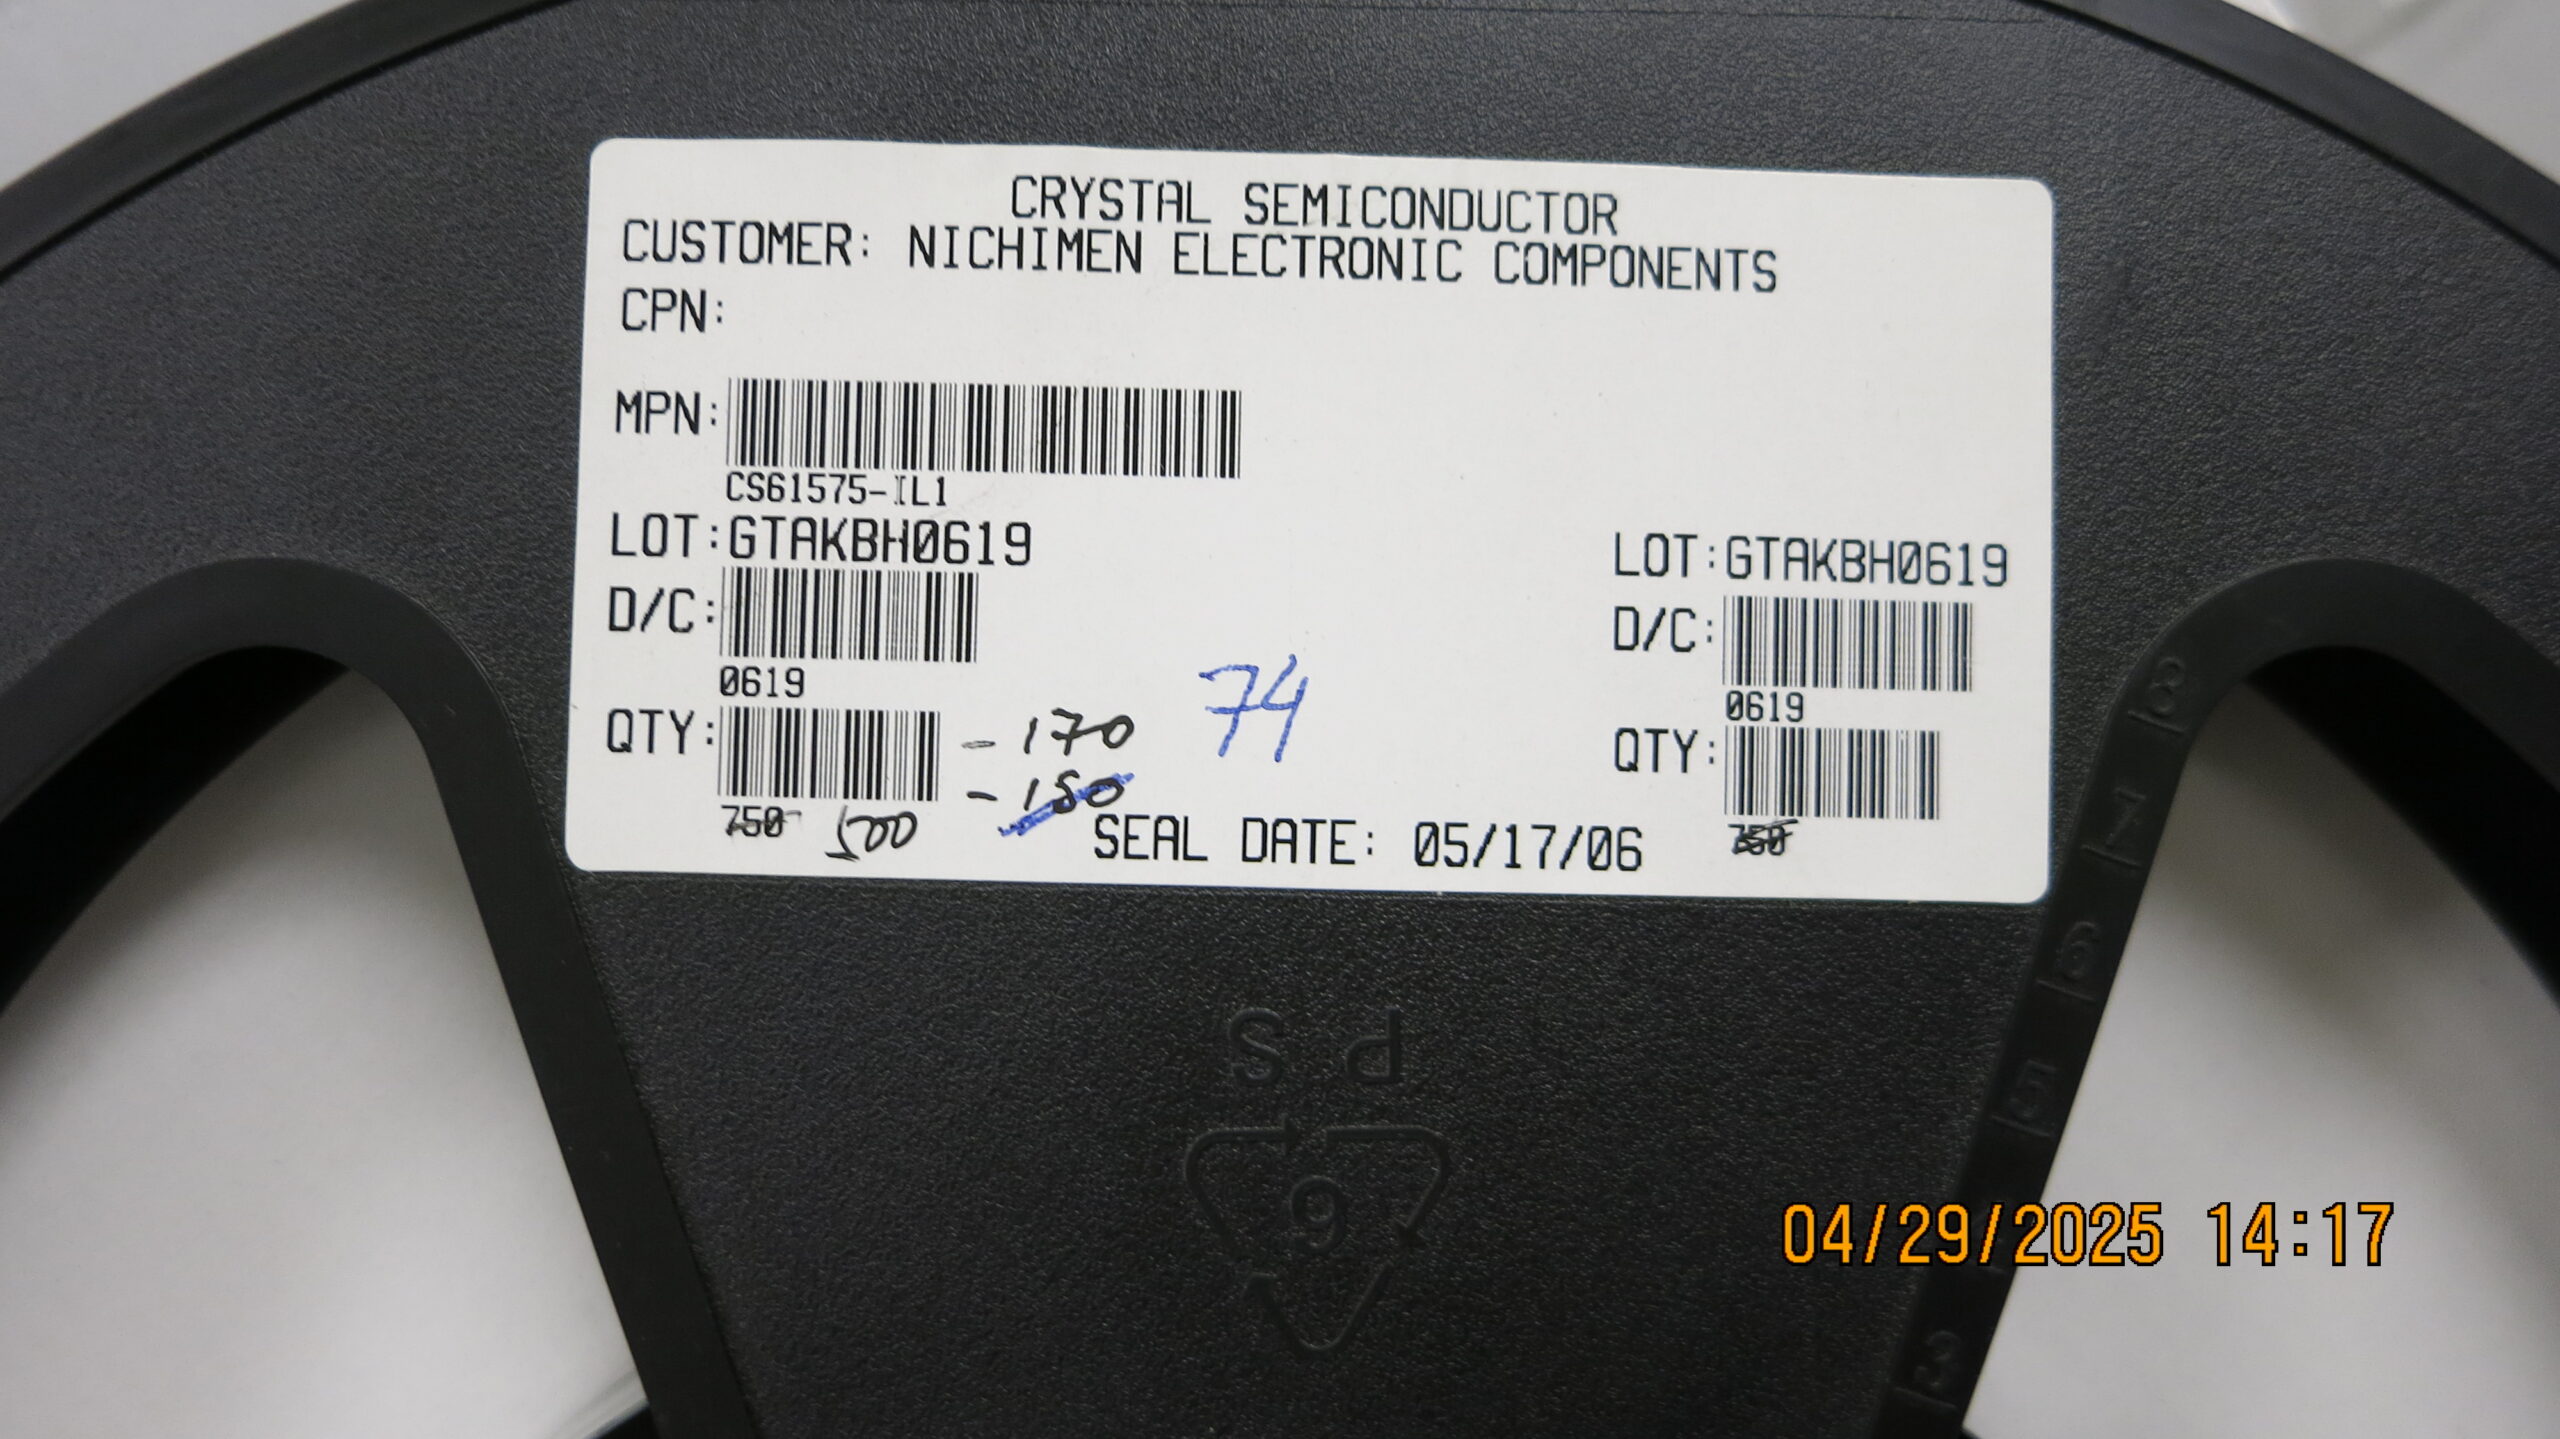 CRYSTAL SEMICONDUCTOR
CUSTOMER: NICHIMEN ELECTRONIC COMPONENTS
CPN:
MPN:
CS61575-IL1
LOT:GTAKBH0619
D/C:
0619
QTY:
750 500
- 170
- 150
74
SEAL DATE: 05/17/06
LOT:GTAKBH0619
D/C:
0619
QTY:
750
8
7
6
5
3
PS
6
04/29/2025 14:17